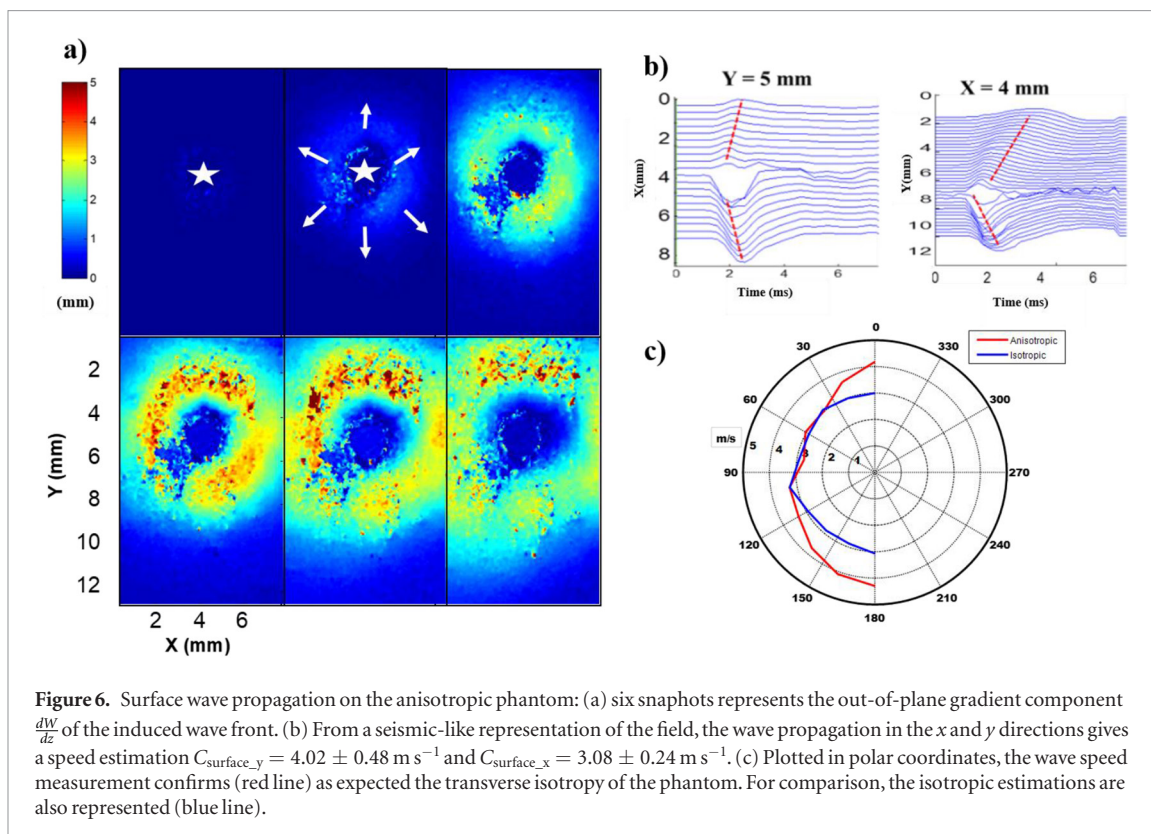 a)
5
4
3
2
1
0
(mm)
2
4
6
8
10
12
Y (mm)
2 4 6
X (mm)
b)
Y = 5 mm
0
2
4
6
8
X(mm)
0 2 4 6
Time (ms)
X = 4 mm
0
2
4
6
8
10
12
Y(mm)
0 2 4 6
Time (ms)
c)
0
30
330
60
300
90
270
120
240
150
210
180
m/s
5 4 3 2 1
Anisotropic
Isotropic
Figure 6. Surface wave propagation on the anisotropic phantom: (a) six snaphots represents the out-of-plane gradient component
dW/dz of the induced wave front. (b) From a seismic-like representation of the field, the wave propagation in the x and y directions gives
a speed estimation C_surface_y = 4.02 ± 0.48 m s⁻¹ and C_surface_x = 3.08 ± 0.24 m s⁻¹. (c) Plotted in polar coordinates, the wave speed
measurement confirms (red line) as expected the transverse isotropy of the phantom. For comparison, the isotropic estimations are
also represented (blue line).